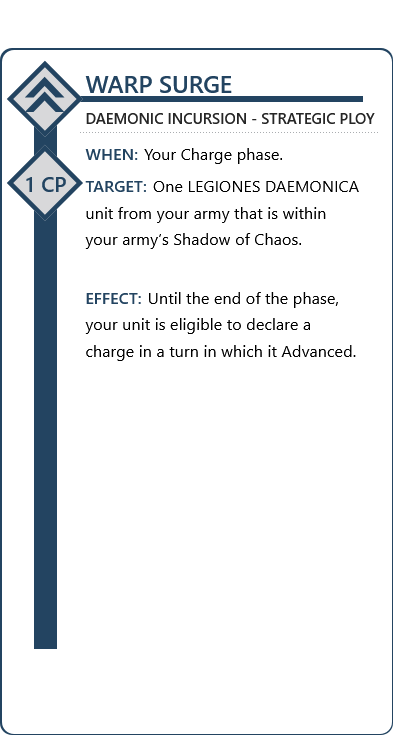 WARP SURGE
DAEMONIC INCURSION - STRATEGIC PLOY
WHEN: Your Charge phase.
1 CP
TARGET: One LEGIONES DAEMONICA
unit from your army that is within
your army’s Shadow of Chaos.
EFFECT: Until the end of the phase,
your unit is eligible to declare a
charge in a turn in which it Advanced.